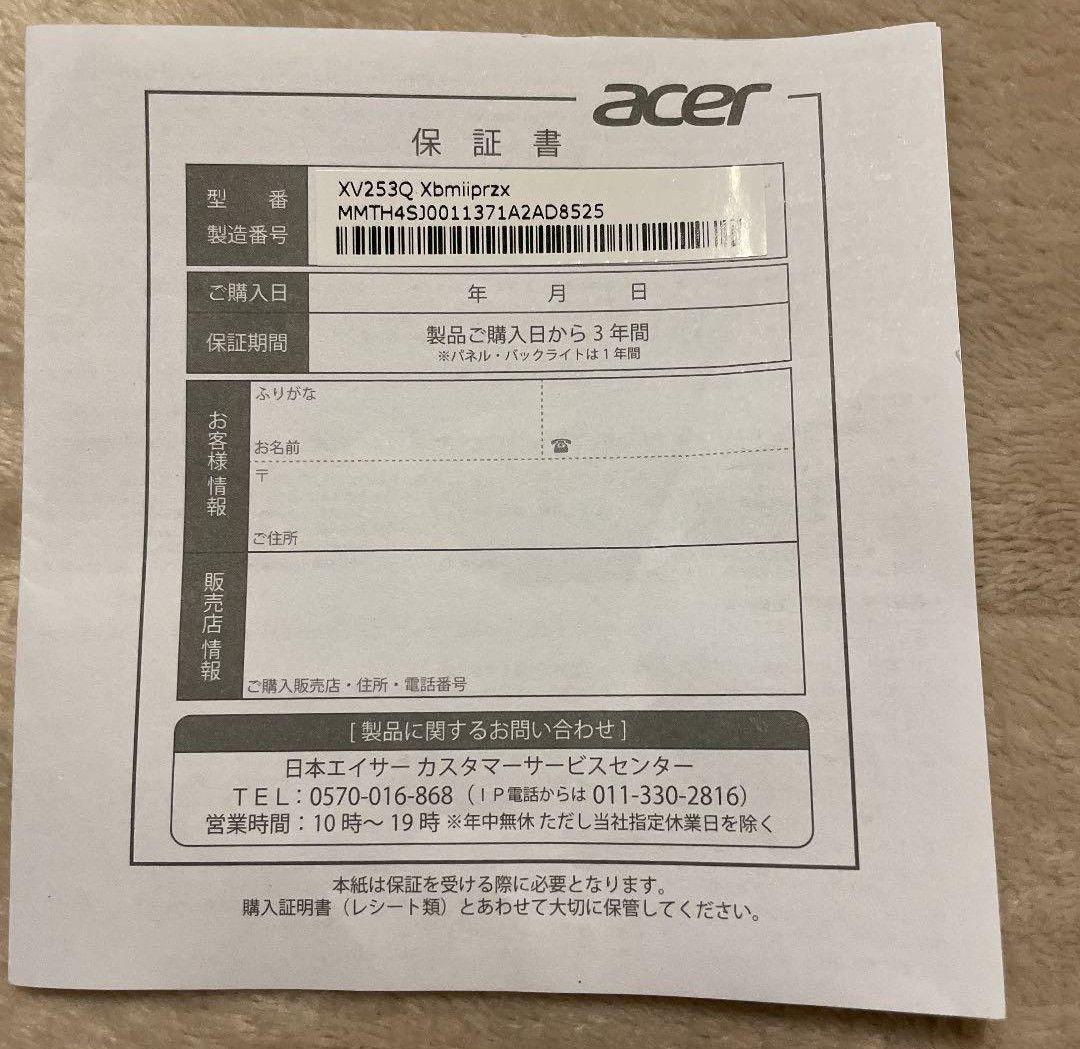 acer
保証書
型番
XV253Q Xbmiiprzx
製造番号
MMTH4SJ0011371A2AD8525
ご購入日
年 月 日
保証期間
製品ご購入日から 3 年間
※パネル・バックライトは 1 年間
お客様情報
ふりがな
お名前
☎
〒
ご住所
販売店情報
ご購入販売店・住所・電話番号
[ 製品に関するお問い合わせ ]
日本エイサー カスタマーサービスセンター
TEL：0570-016-868（IP電話からは 011-330-2816）
営業時間：10 時～ 19 時 ※年中無休 ただし当社指定休業日を除く
本紙は保証を受ける際に必要となります。
購入証明書（レシート類）とあわせて大切に保管してください。